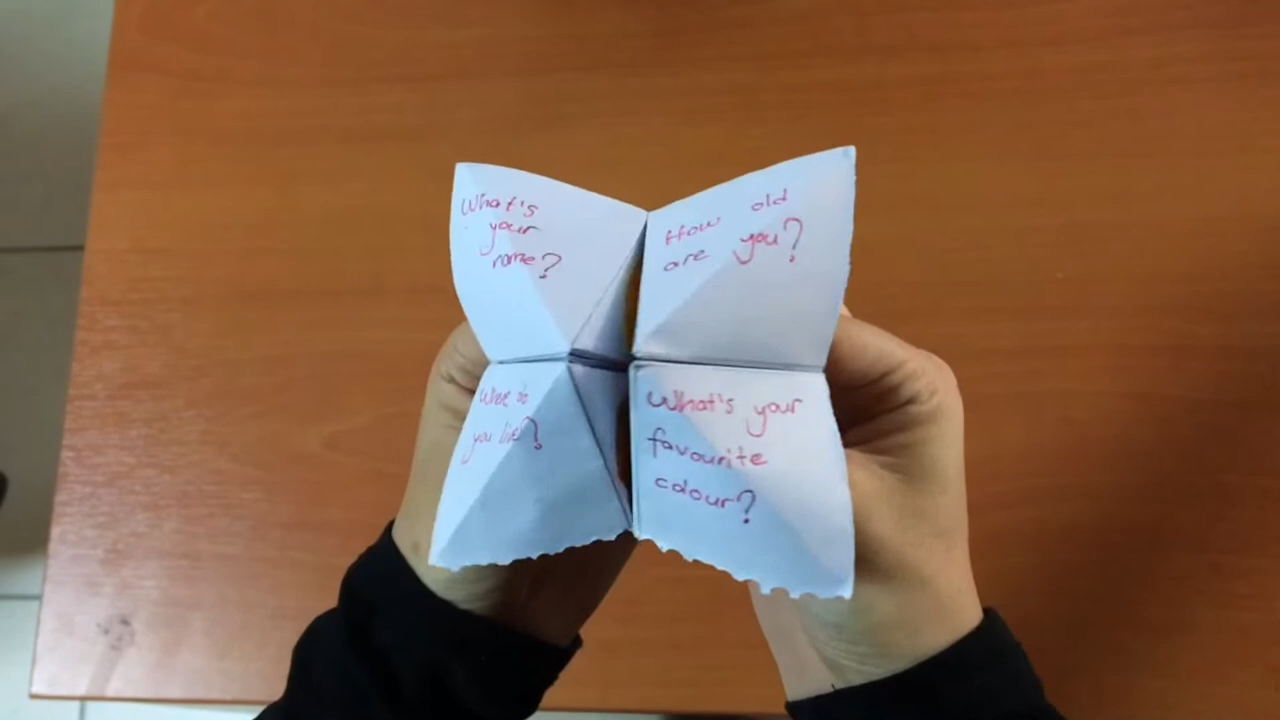 What's
your
name?
How old
are you?
Where do
you live?
What's your
favourite
colour?